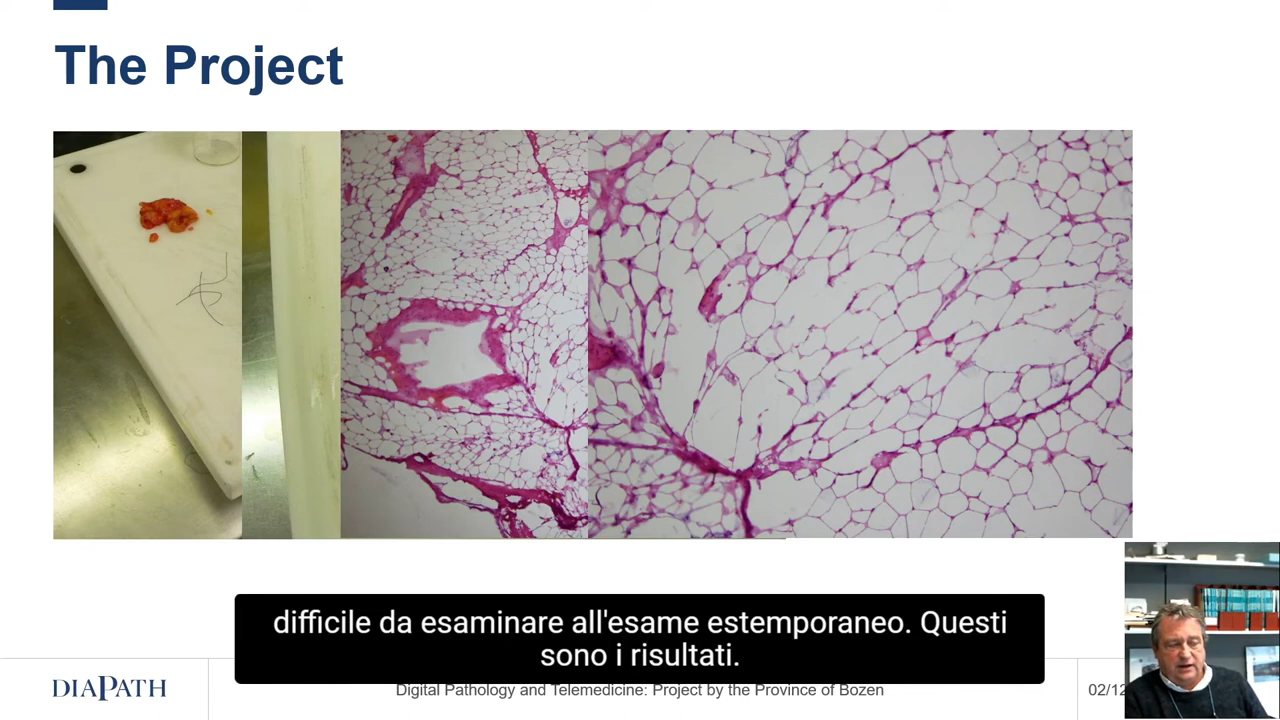 The Project
difficile da esaminare all'esame estemporaneo. Questi
sono i risultati.
DIAPATH
Digital Pathology and Telemedicine: Project by the Province of Bozen
02/12